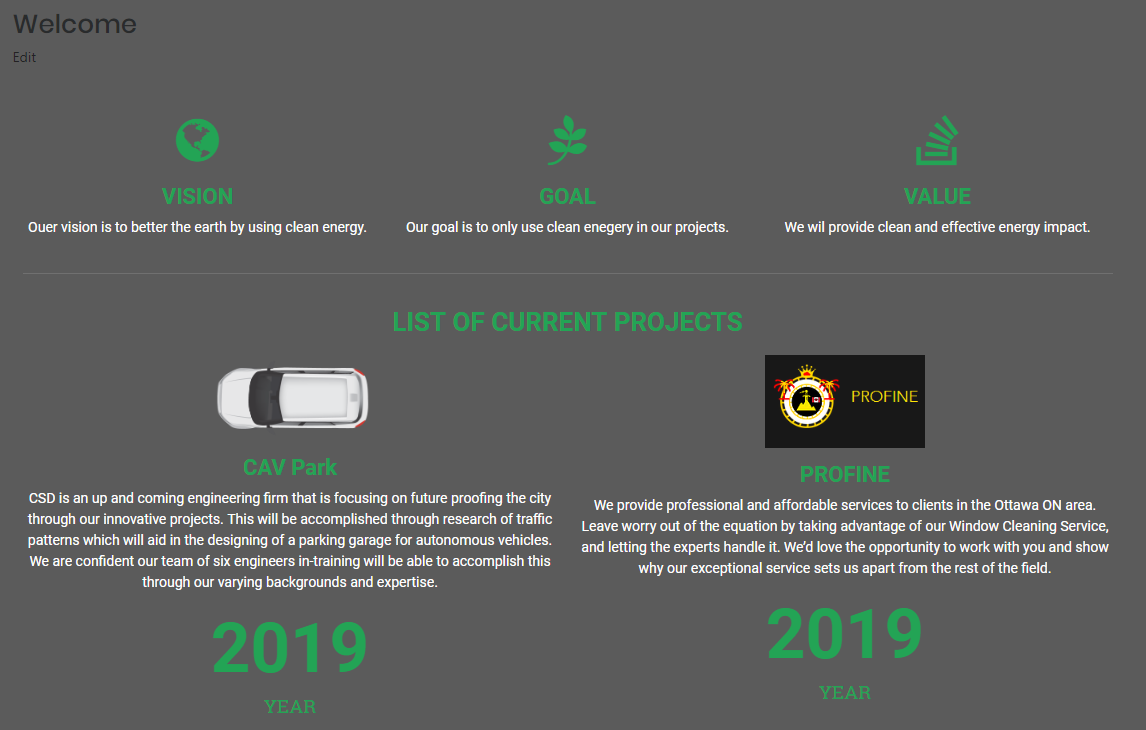 Welcome
Edit
VISION
GOAL
VALUE
Ouer vision is to better the earth by using clean energy.
Our goal is to only use clean enegery in our projects.
We wil provide clean and effective energy impact.
LIST OF CURRENT PROJECTS
CAV Park
CSD is an up and coming engineering firm that is focusing on future proofing the city
through our innovative projects. This will be accomplished through research of traffic
patterns which will aid in the designing of a parking garage for autonomous vehicles.
We are confident our team of six engineers in-training will be able to accomplish this
through our varying backgrounds and expertise.
2019
YEAR
PROFINE
PROFINE
We provide professional and affordable services to clients in the Ottawa ON area.
Leave worry out of the equation by taking advantage of our Window Cleaning Service,
and letting the experts handle it. We’d love the opportunity to work with you and show
why our exceptional service sets us apart from the rest of the field.
2019
YEAR